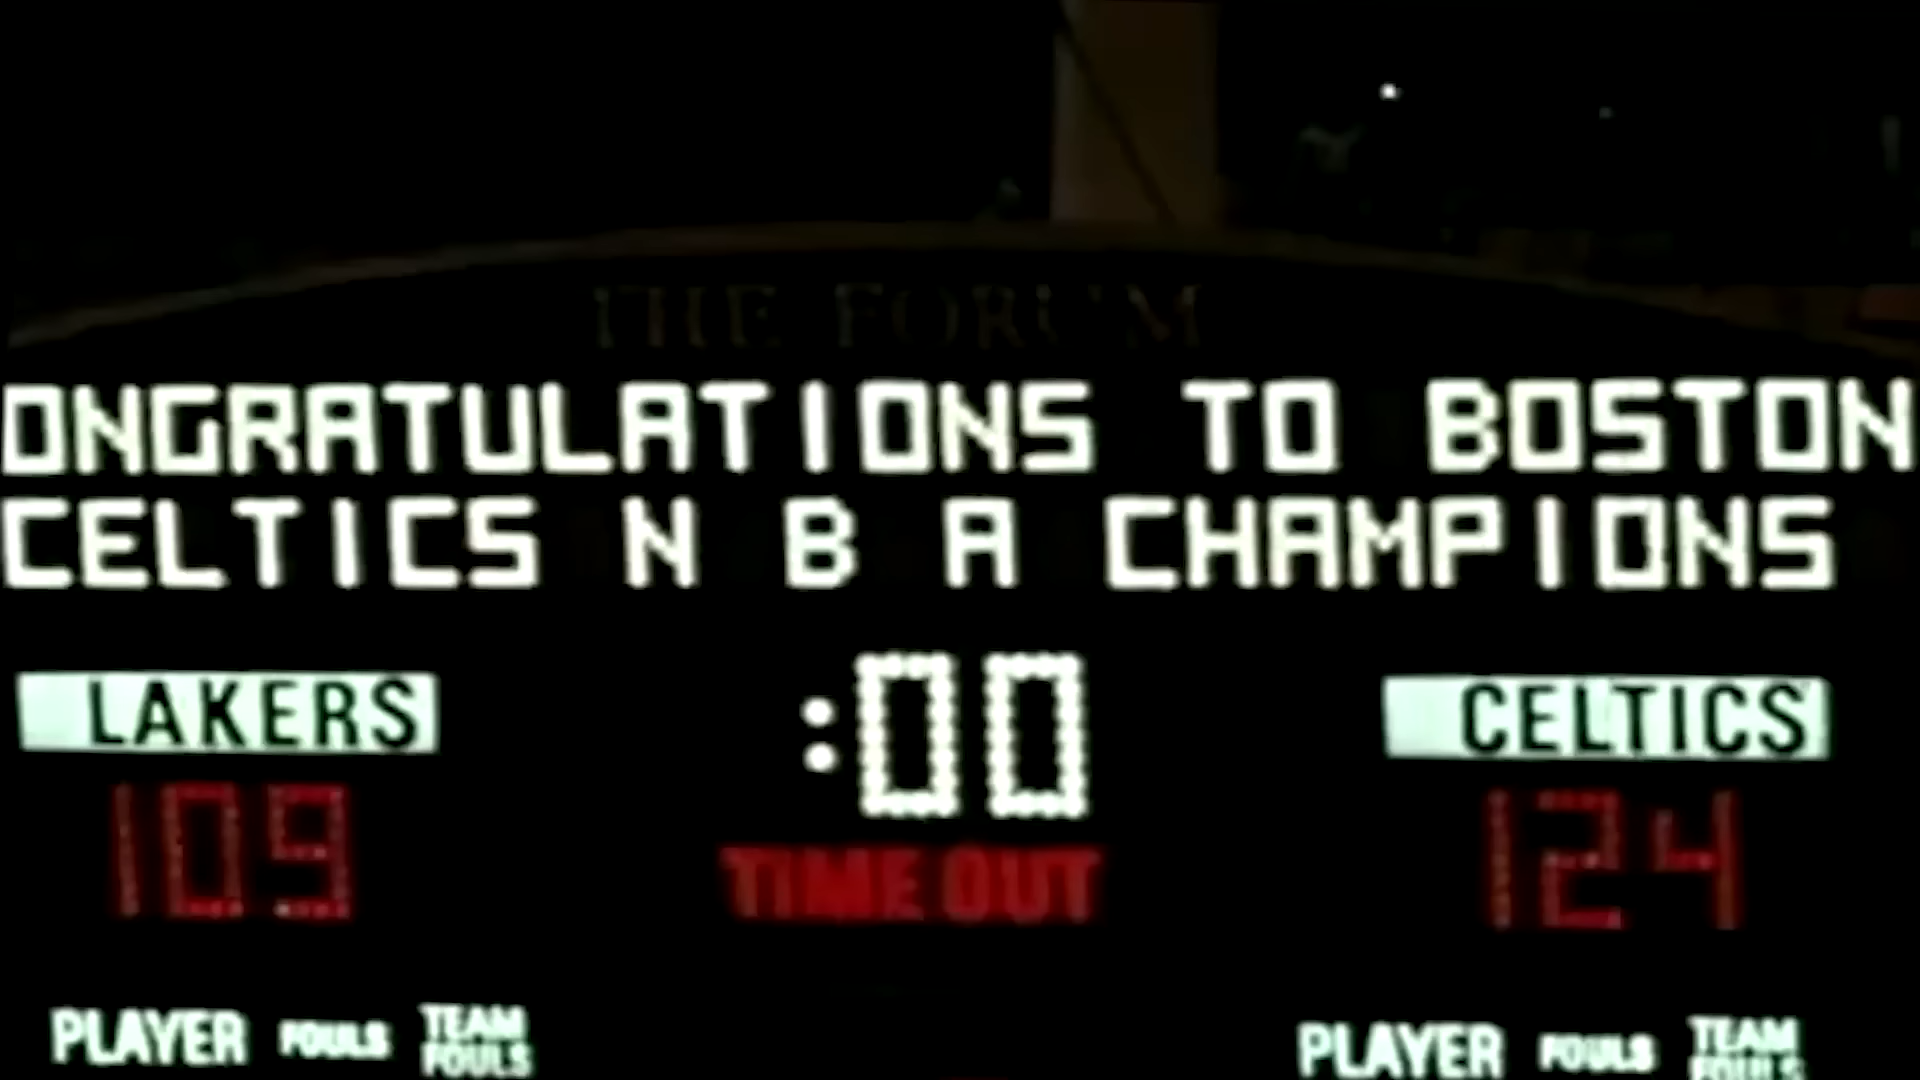 THE FORUM
ONGRATULATIONS TO BOSTON
CELTICS N B A CHAMPIONS
LAKERS :00 CELTICS
109 TIME OUT 124
PLAYER FOULS TEAM FOULS PLAYER FOULS TEAM FOULS